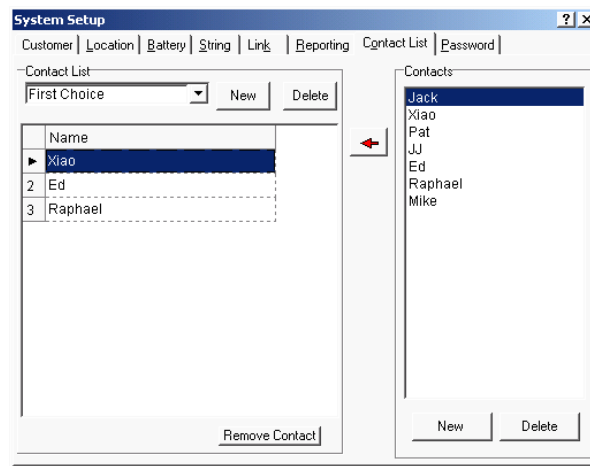 System Setup
Customer Location Battery String Link Reporting Contact List Password
Contact List
First Choice New Delete
Name
Xiao
2 Ed
3 Raphael
Remove Contact
Contacts
Jack
Xiao
Pat
JJ
Ed
Raphael
Mike
New Delete